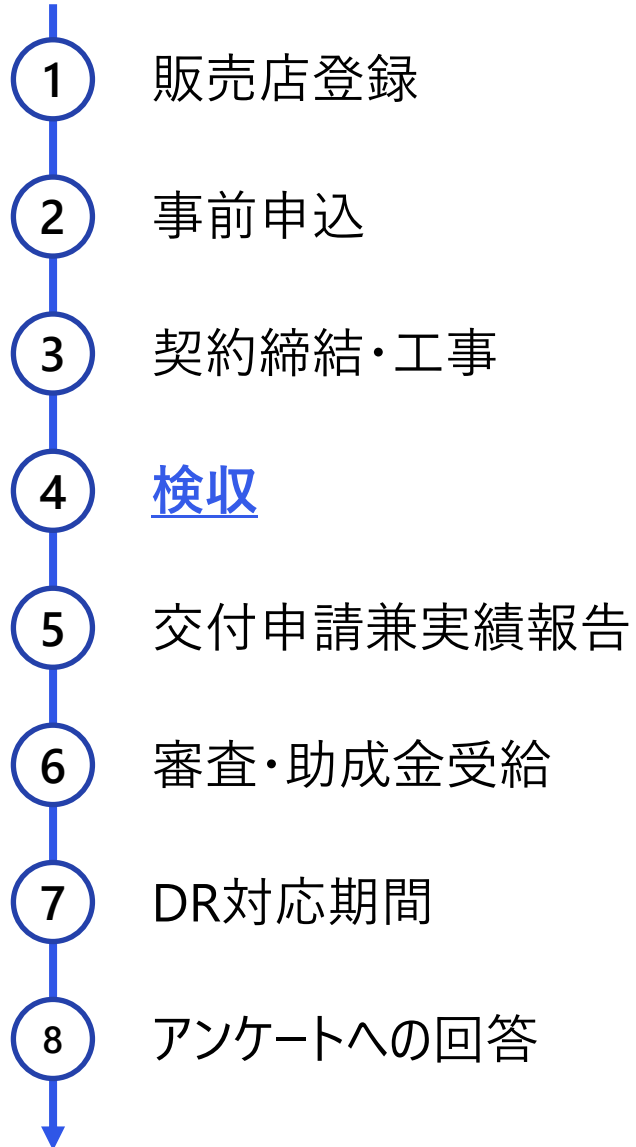 1 販売店登録
2 事前申込
3 契約締結・工事
4 検収
5 交付申請兼実績報告
6 審査・助成金受給
7 DR対応期間
8 アンケートへの回答